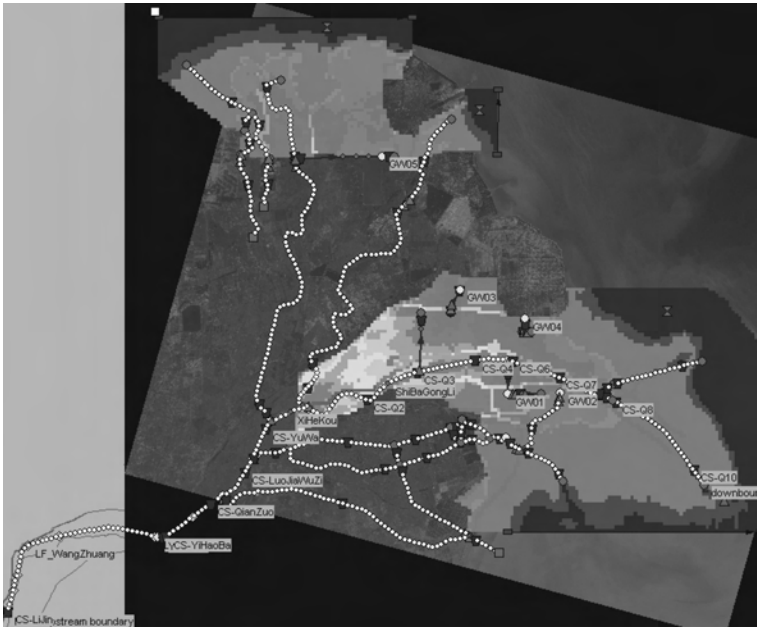 GW05
GW03
GW04
CS-Q4
CS-Q6
CS-Q3
CS-Q7
ShiBaGongLi
GW01
GW02
CS-Q2
CS-Q8
XiHeKou
CS-YuWa
CS-LuoJiaWuZi
CS-Q10
downbour
CS-QianZuo
LyCS-YiHaoBa
LF_WangZhuang
CS-LiJin
stream boundary